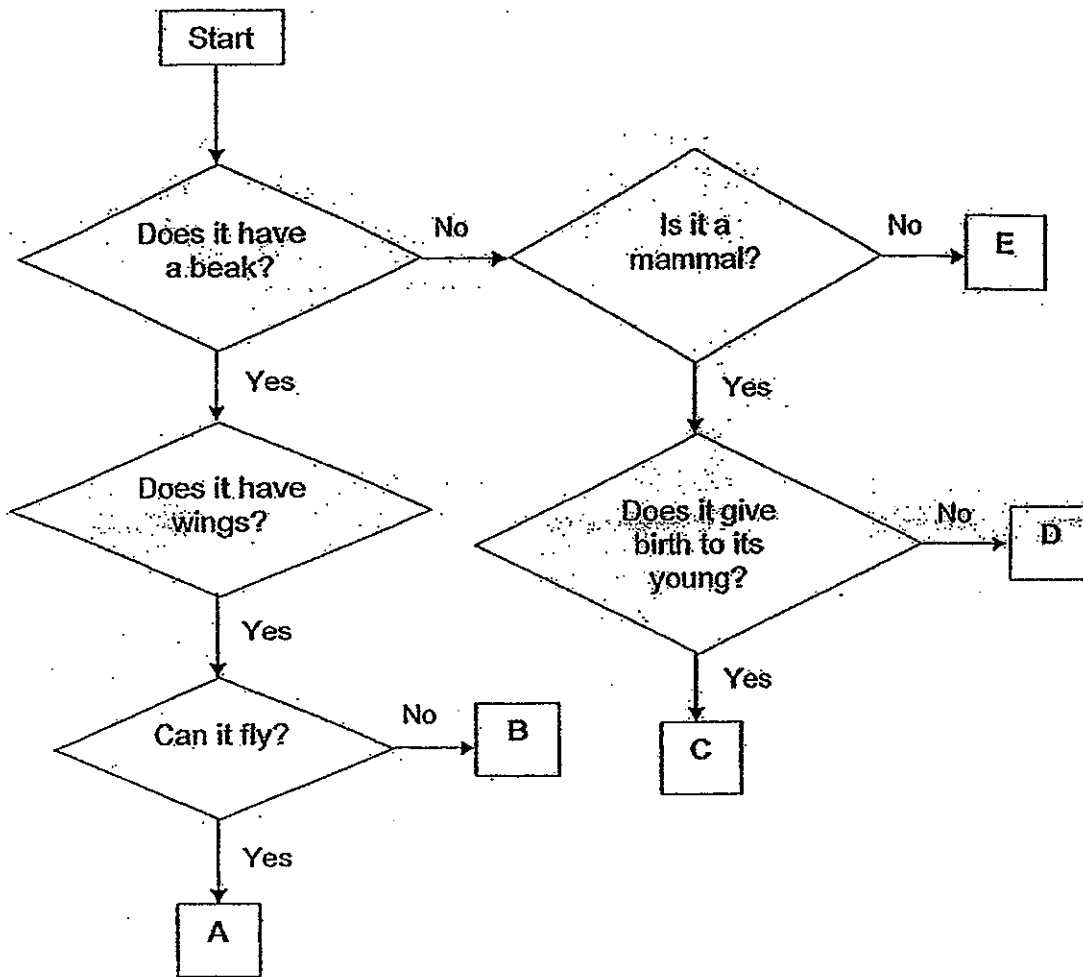 Start
Does it have
a beak?
No
Is it a
mammal?
No
E
Yes
Yes
Does it have
wings?
Does it give
birth to its
young?
No
D
Yes
Yes
Can it fly?
No
B
C
Yes
A